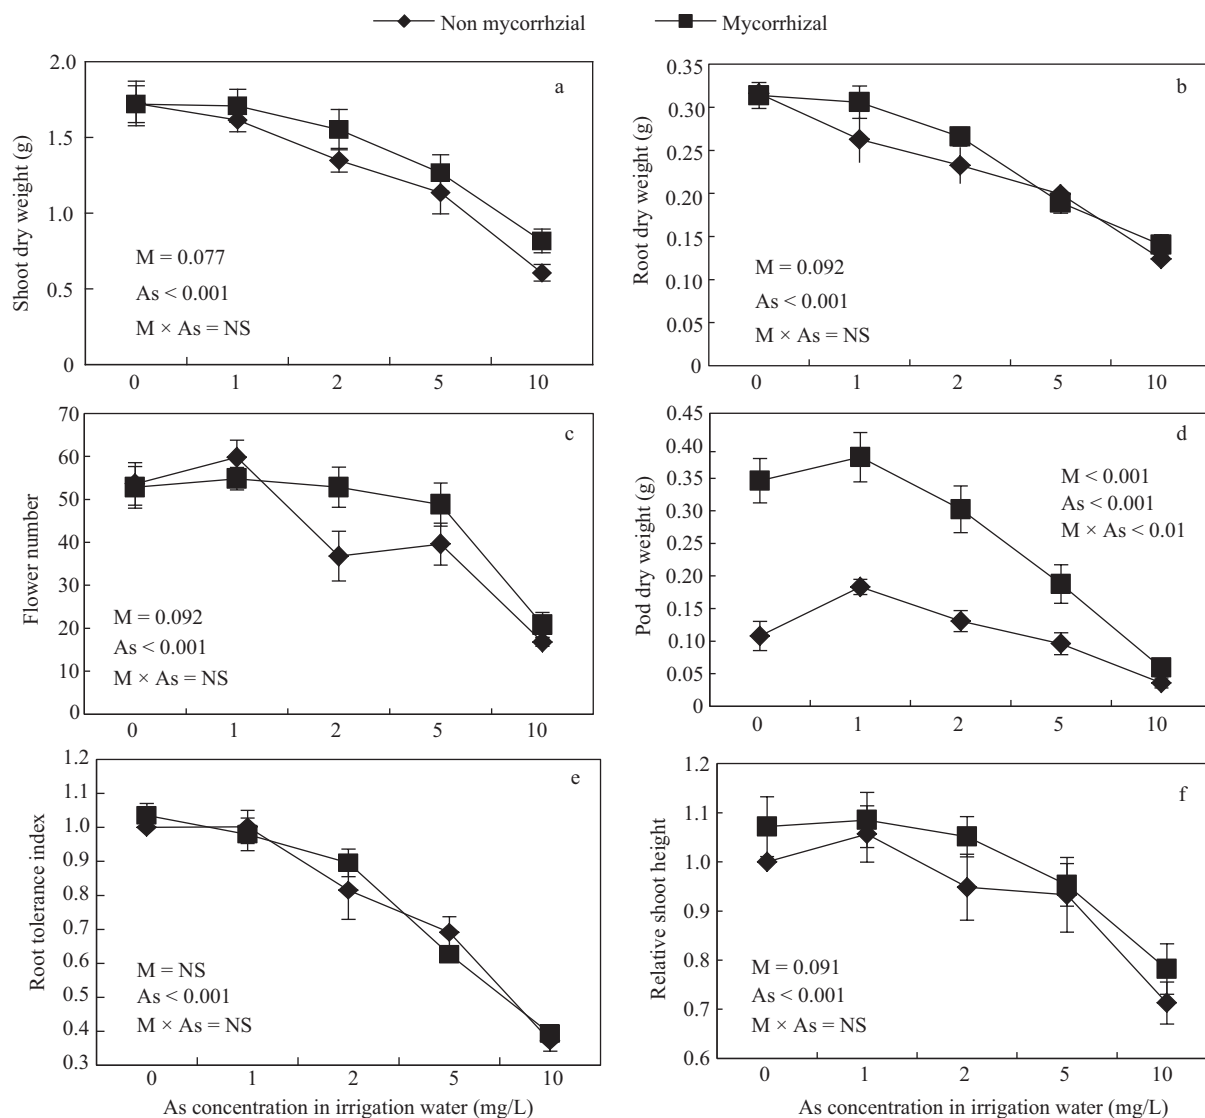 Non mycorrhzial
Mycorrhizal
2.0
1.5
1.0
0.5
0
Shoot dry weight (g)
a
M = 0.077
As < 0.001
M × As = NS
0 1 2 5 10
0.35
0.30
0.25
0.20
0.15
0.10
0.05
0
Root dry weight (g)
b
M = 0.092
As < 0.001
M × As = NS
0 1 2 5 10
70
60
50
40
30
20
10
0
Flower number
c
M = 0.092
As < 0.001
M × As = NS
0 1 2 5 10
0.45
0.40
0.35
0.30
0.25
0.20
0.15
0.10
0.05
0
Pod dry weight (g)
d
M < 0.001
As < 0.001
M × As < 0.01
0 1 2 5 10
1.2
1.1
1.0
0.9
0.8
0.7
0.6
0.5
0.4
0.3
Root tolerance index
e
M = NS
As < 0.001
M × As = NS
0 1 2 5 10
As concentration in irrigation water (mg/L)
1.2
1.1
1.0
0.9
0.8
0.7
0.6
Relative shoot height
f
M = 0.091
As < 0.001
M × As = NS
0 1 2 5 10
As concentration in irrigation water (mg/L)